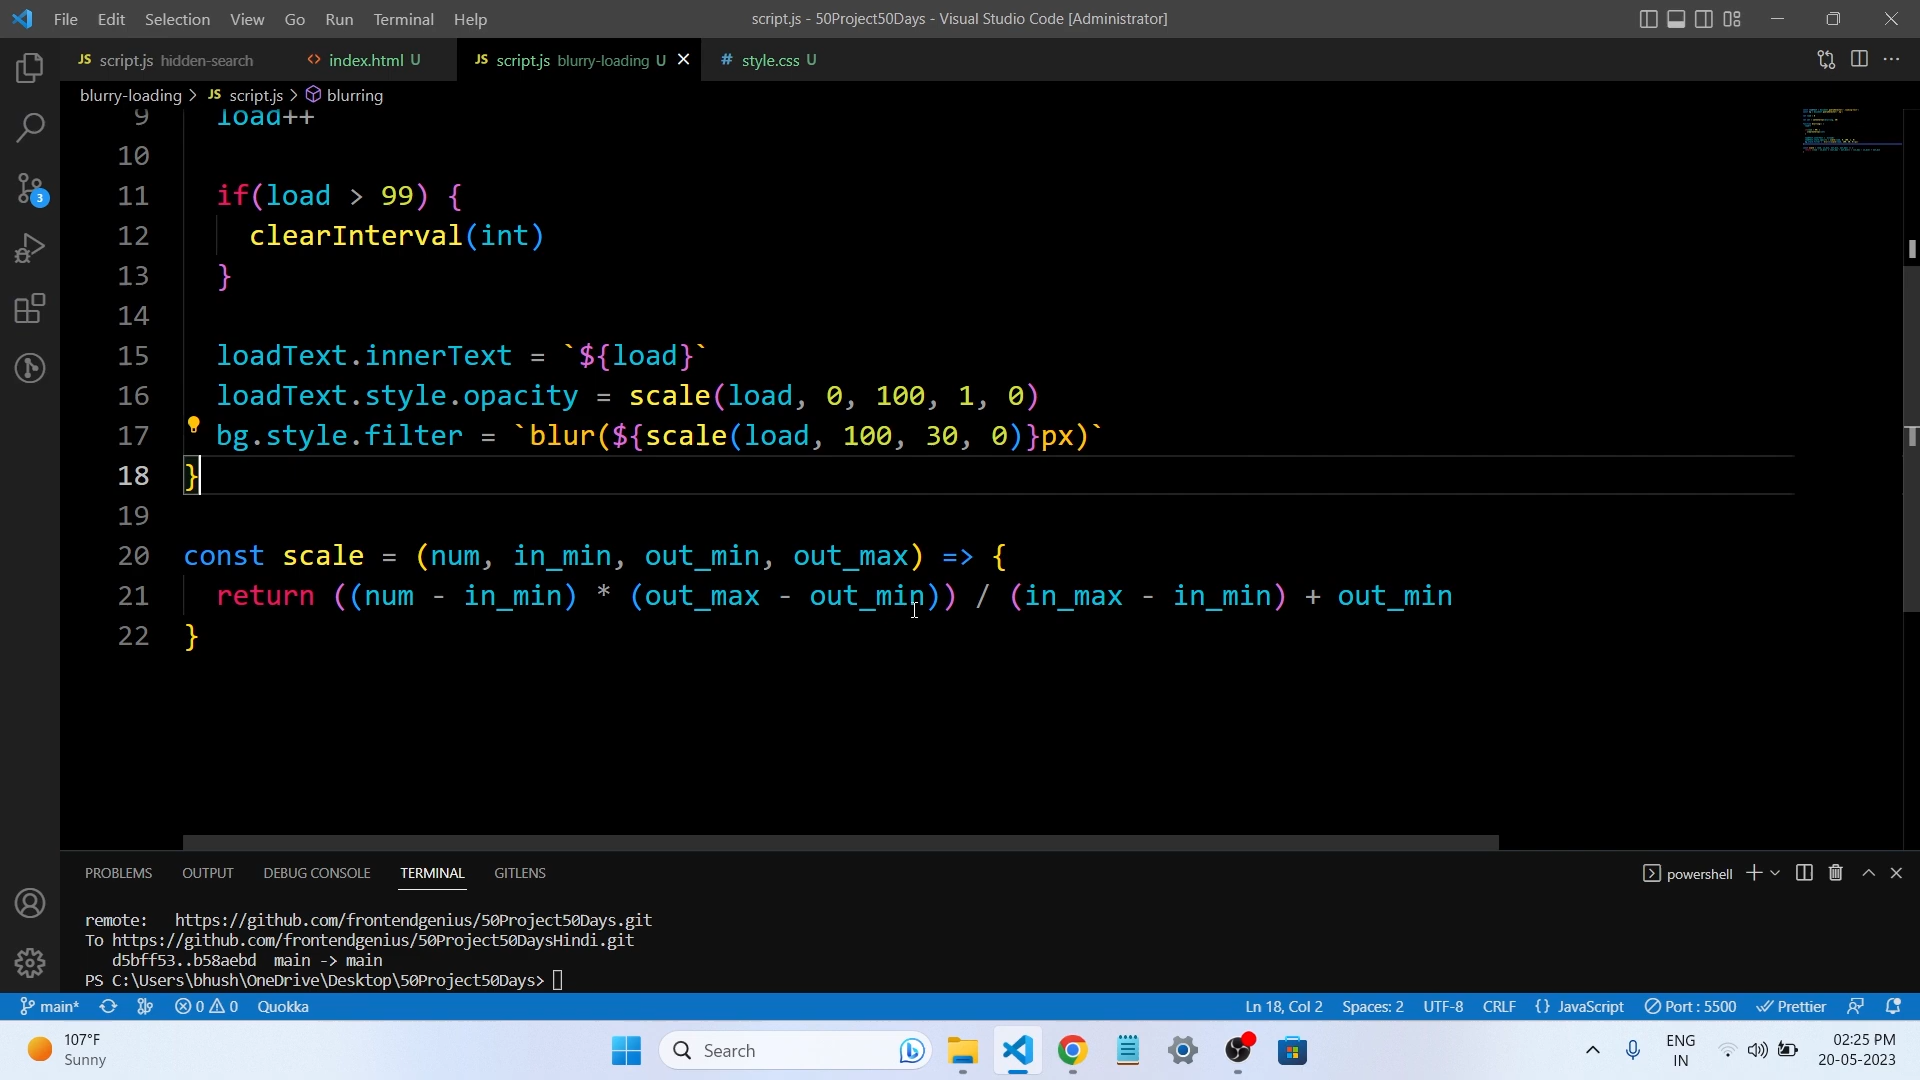 File Edit Selection View Go Run Terminal Help
script.js - 50Project50Days - Visual Studio Code [Administrator]
JS script.js hidden-search
<> index.html U
JS script.js blurry-loading U
# style.css U
blurry-loading > JS script.js > blurring
9 load++
10
11 if(load > 99) {
12 clearInterval(int)
13 }
14
15 loadText.innerText = `${load}`
16 loadText.style.opacity = scale(load, 0, 100, 1, 0)
17 bg.style.filter = `blur(${scale(load, 100, 30, 0)}px)`
18 }
19
20 const scale = (num, in_min, out_min, out_max) => {
21 return ((num - in_min) * (out_max - out_min)) / (in_max - in_min) + out_min
22 }
3
PROBLEMS OUTPUT DEBUG CONSOLE TERMINAL GITLENS
powershell
remote: https://github.com/frontendgenius/50Project50Days.git
To https://github.com/frontendgenius/50Project50DaysHindi.git
d5bff53..b58aebd main -> main
PS C:\Users\bhush\OneDrive\Desktop\50Project50Days>
main* 0 0 Quokka
Ln 18, Col 2 Spaces: 2 UTF-8 CRLF {} JavaScript Port : 5500 Prettier
107°F
Sunny
Search
ENG
IN
02:25 PM
20-05-2023